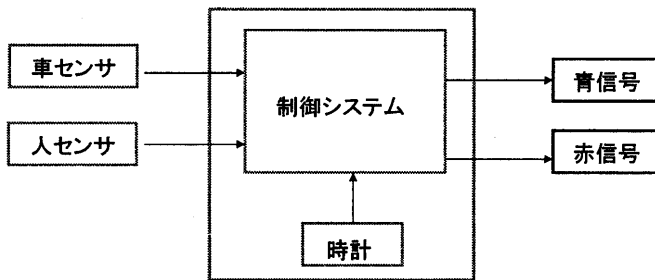 車センサ
人センサ
制御システム
時計
青信号
赤信号